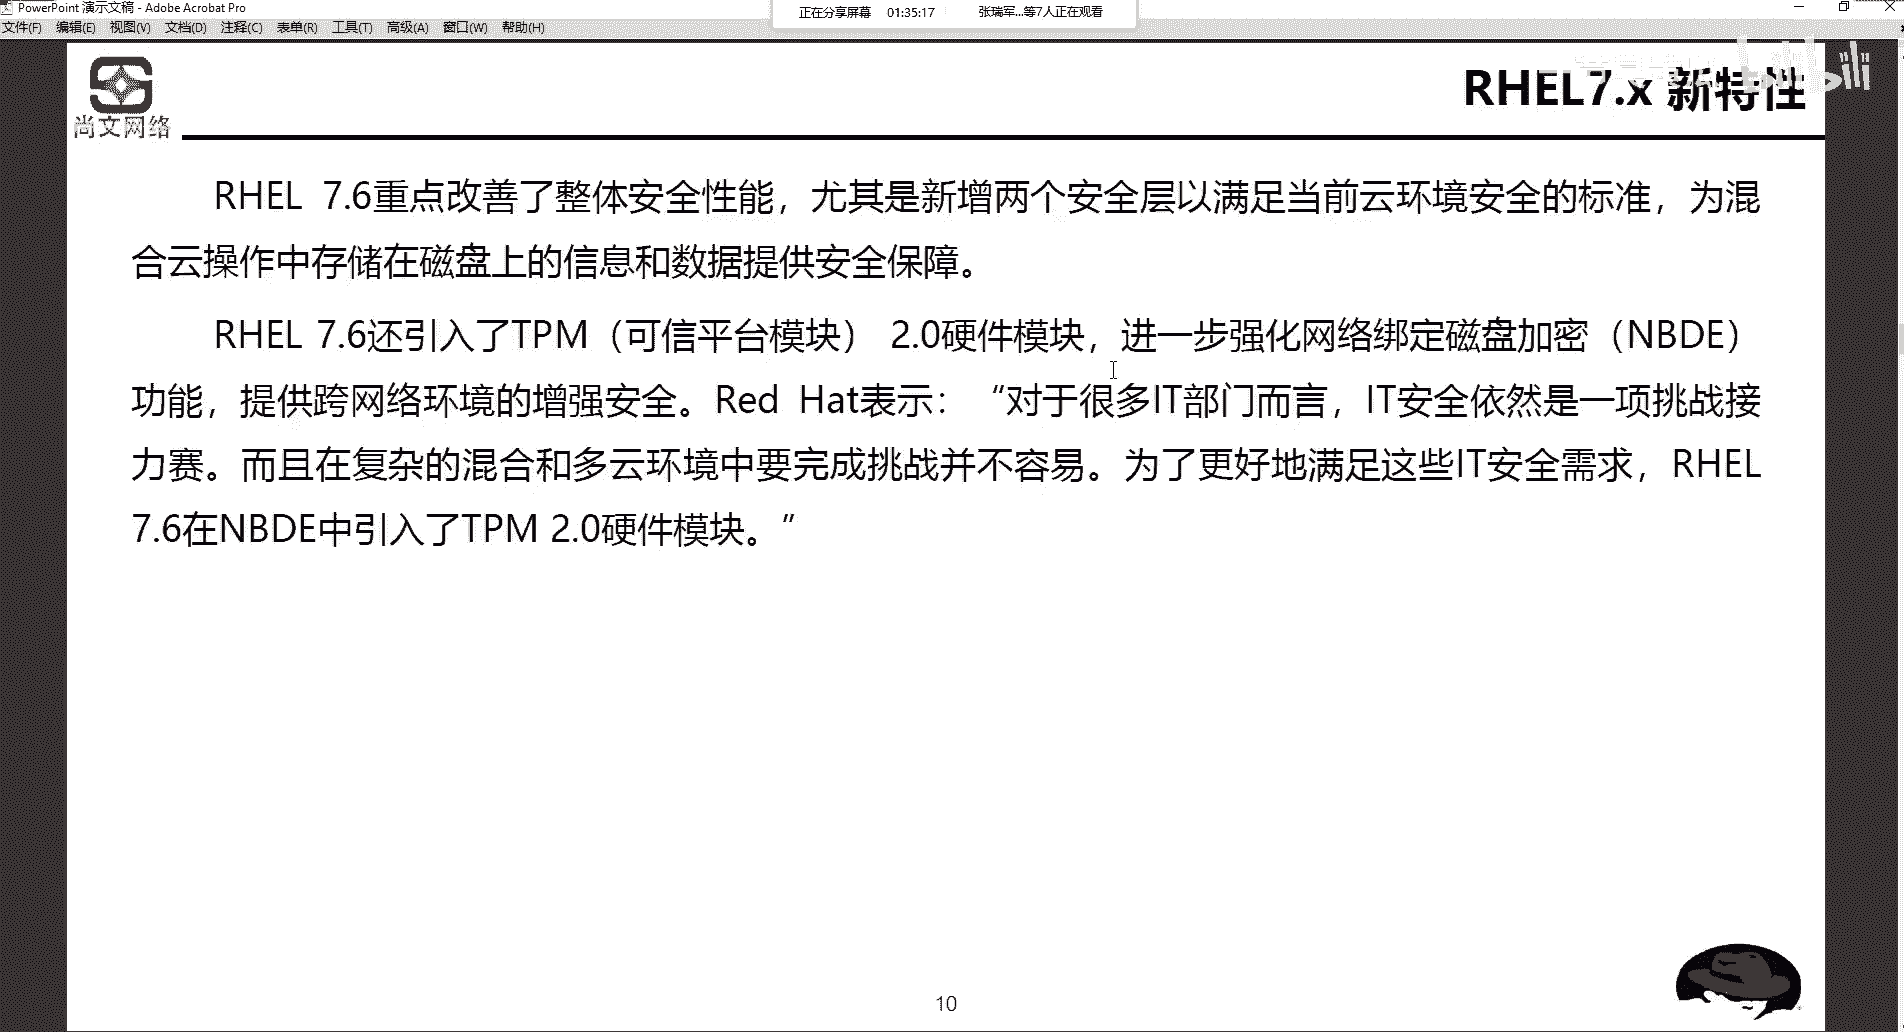 PowerPoint 演示文稿 - Adobe Acrobat Pro
正在分享屏幕 01:35:17 张瑞军...等7人正在观看
文件(F) 编辑(E) 视图(V) 文档(D) 注释(C) 表单(R) 工具(T) 高级(A) 窗口(W) 帮助(H)
bilibili
RHEL7.x 新特性
尚文网络
RHEL 7.6重点改善了整体安全性能，尤其是新增两个安全层以满足当前云环境安全的标准，为混
合云操作中存储在磁盘上的信息和数据提供安全保障。
RHEL 7.6还引入了TPM（可信平台模块） 2.0硬件模块，进一步强化网络绑定磁盘加密（NBDE）
功能，提供跨网络环境的增强安全。Red Hat表示：“对于很多IT部门而言，IT安全依然是一项挑战接
力赛。而且在复杂的混合和多云环境中要完成挑战并不容易。为了更好地满足这些IT安全需求，RHEL
7.6在NBDE中引入了TPM 2.0硬件模块。”
10